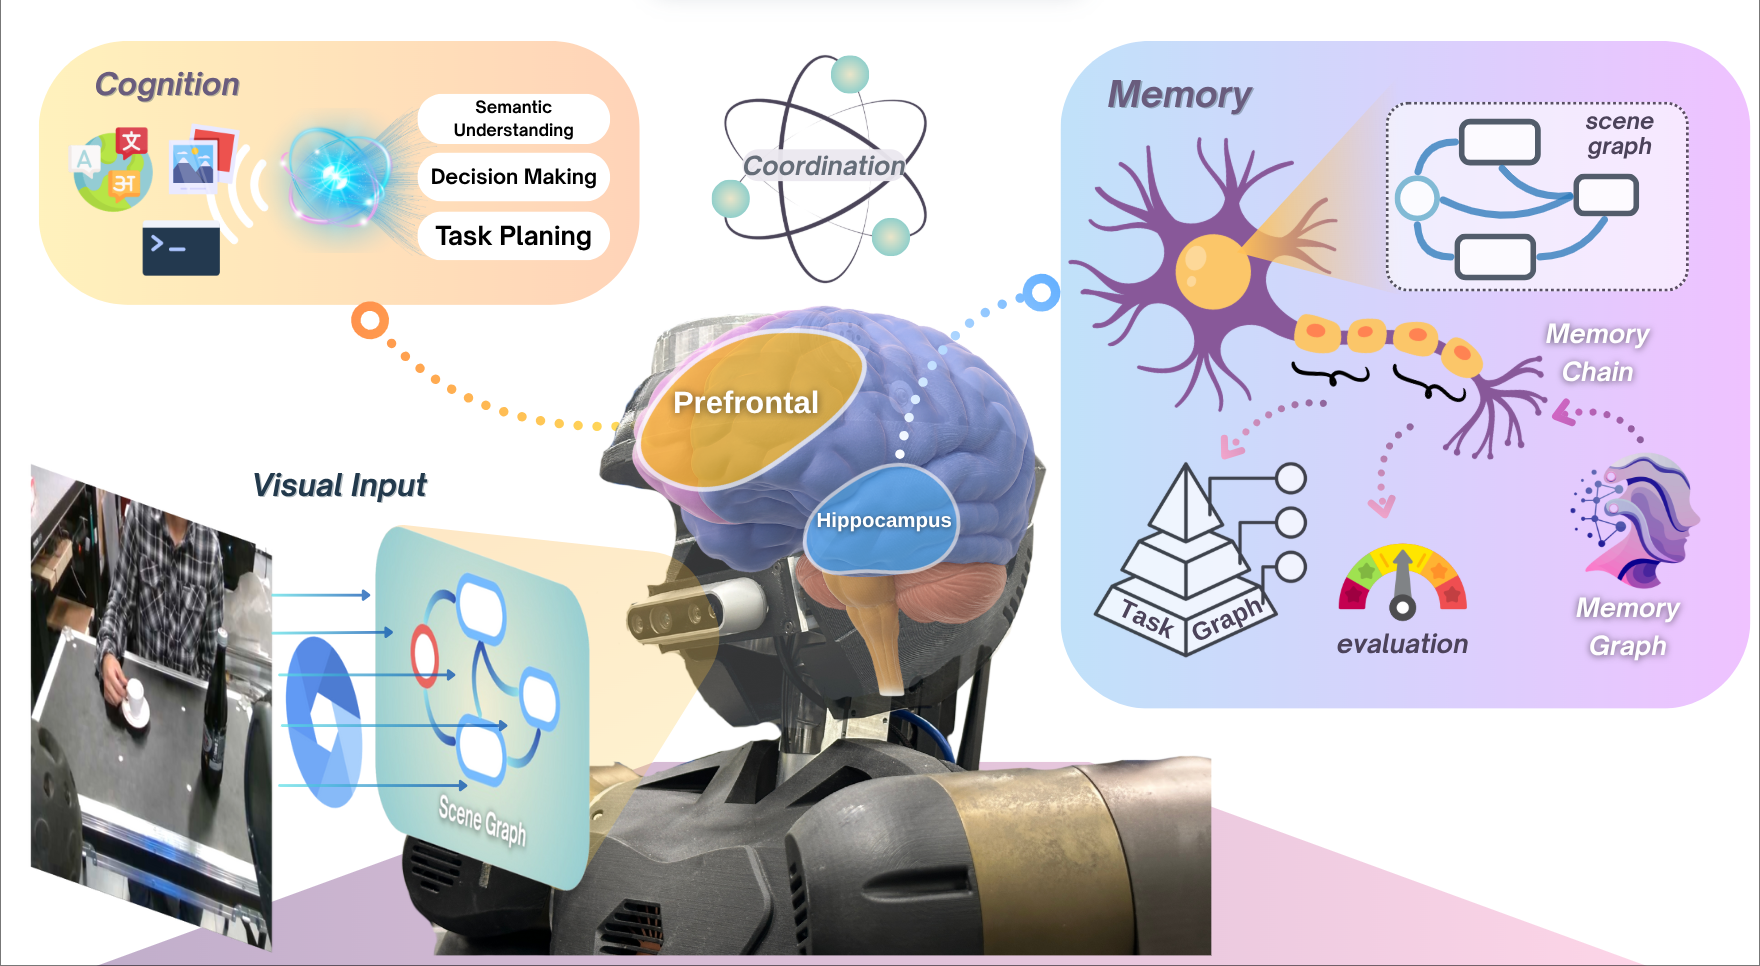 Cognition
A
文
अ
>_
Semantic
Understanding
Decision Making
Task Planing
Coordination
Memory
scene
graph
Memory
Chain
Prefrontal
Hippocampus
Visual Input
Scene Graph
Task Graph
evaluation
Memory
Graph